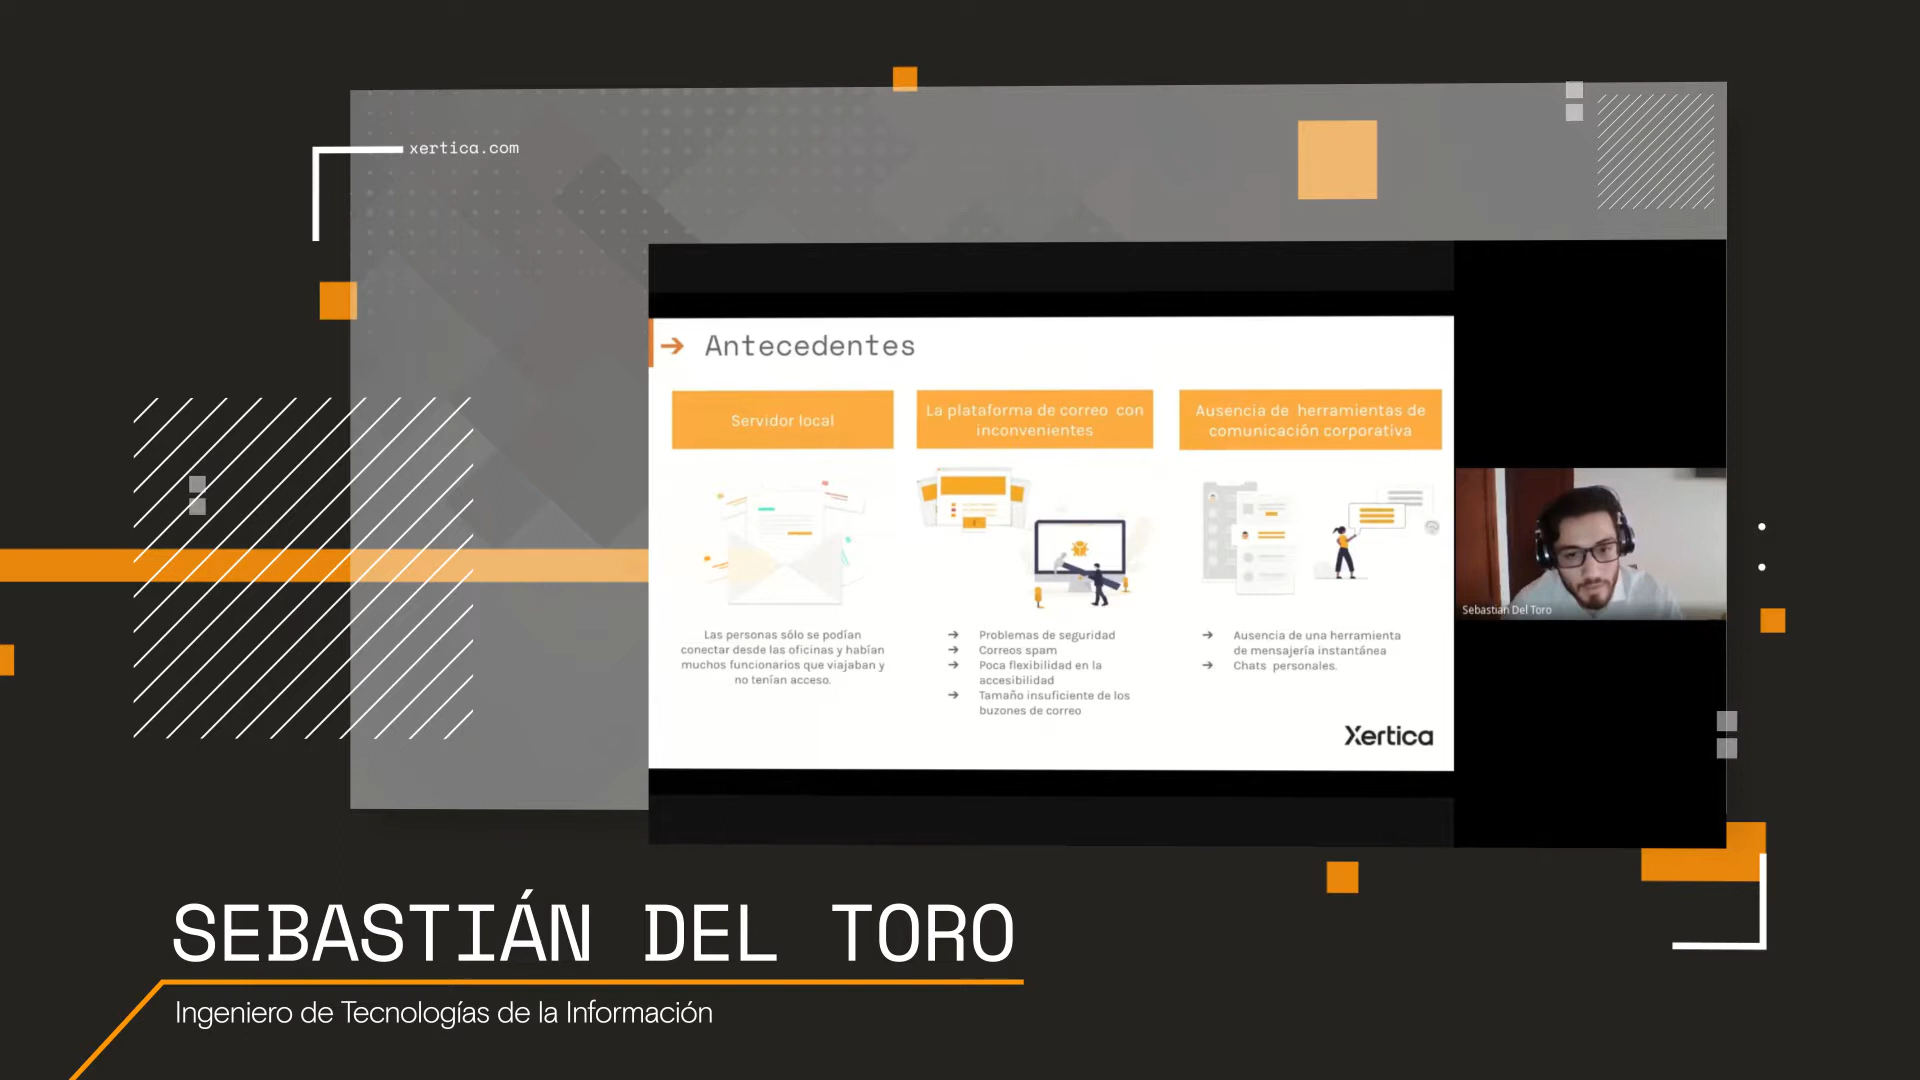 xertica.com
Antecedentes
Servidor local
La plataforma de correo con
inconvenientes
Ausencia de herramientas de
comunicación corporativa
Las personas sólo se podían
conectar desde las oficinas y habían
muchos funcionarios que viajaban y
no tenían acceso.
Problemas de seguridad
Correos spam
Poca flexibilidad en la
accesibilidad
Tamaño insuficiente de los
buzones de correo
Ausencia de una herramienta
de mensajería instantánea
Chats personales.
Xertica
Sebastian Del Toro
SEBASTIÁN DEL TORO
Ingeniero de Tecnologías de la Información